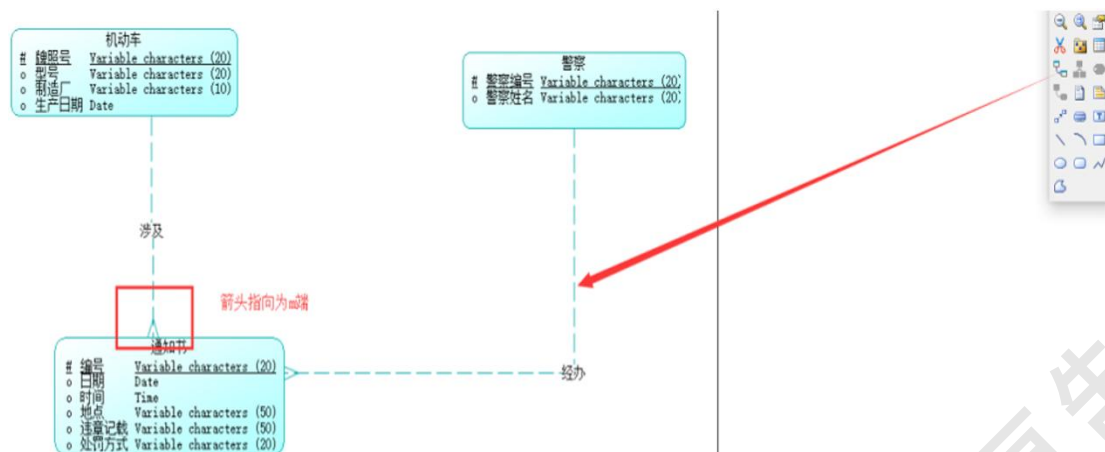 机动车
# 牌照号 Variable characters (20)
o 型号 Variable characters (20)
o 制造厂 Variable characters (10)
o 生产日期 Date
警察
# 警察编号 Variable characters (20)
o 警察姓名 Variable characters (20)
涉及
箭头指向为m端
通知书
# 编号 Variable characters (20)
o 日期 Date
o 时间 Time
o 地点 Variable characters (50)
o 违章记载 Variable characters (50)
o 处罚方式 Variable characters (20)
经办